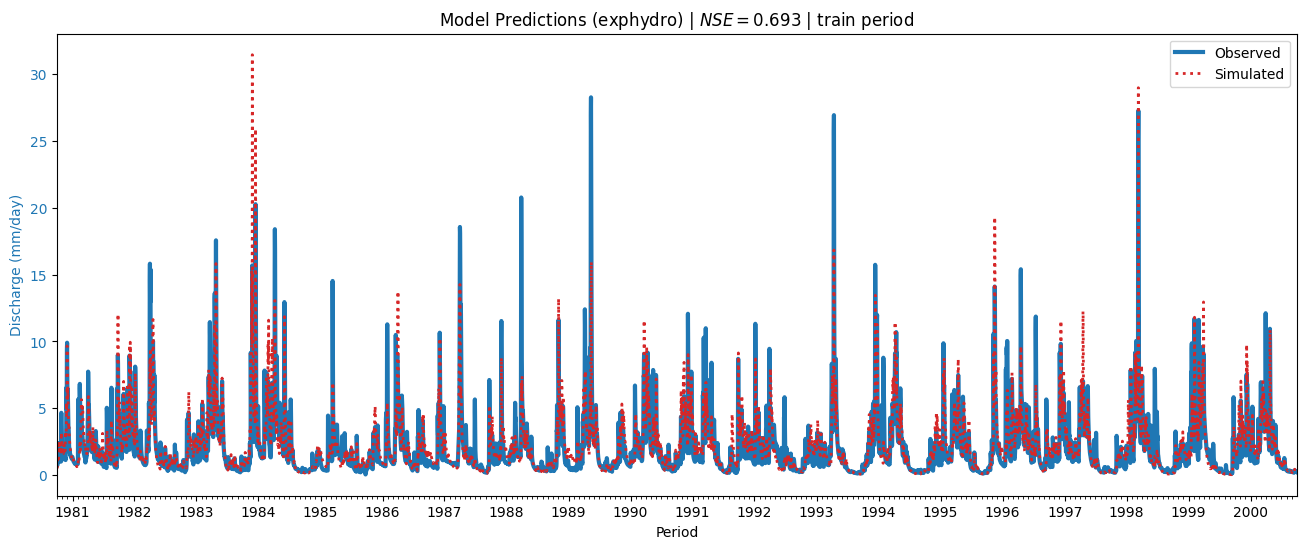 Model Predictions (exphydro) | NSE = 0.693 | train period
Observed
Simulated
Discharge (mm/day)
30
25
20
15
10
5
0
1981 1982 1983 1984 1985 1986 1987 1988 1989 1990 1991 1992 1993 1994 1995 1996 1997 1998 1999 2000
Period